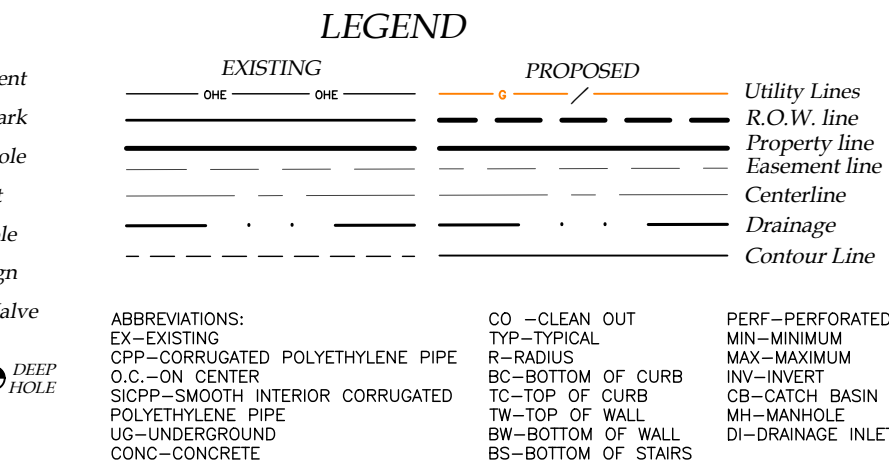 LEGEND
EXISTING
PROPOSED
OHE OHE
G
Utility Lines
R.O.W. line
Property line
Easement line
Centerline
Drainage
Contour Line
DEEP
HOLE
ABBREVIATIONS:
EX-EXISTING
CPP-CORRUGATED POLYETHYLENE PIPE
O.C.-ON CENTER
SICPP-SMOOTH INTERIOR CORRUGATED
POLYETHYLENE PIPE
UG-UNDERGROUND
CONC-CONCRETE
CO -CLEAN OUT
TYP-TYPICAL
R-RADIUS
BC-BOTTOM OF CURB
TC-TOP OF CURB
TW-TOP OF WALL
BW-BOTTOM OF WALL
BS-BOTTOM OF STAIRS
PERF-PERFORATED
MIN-MINIMUM
MAX-MAXIMUM
INV-INVERT
CB-CATCH BASIN
MH-MANHOLE
DI-DRAINAGE INLET